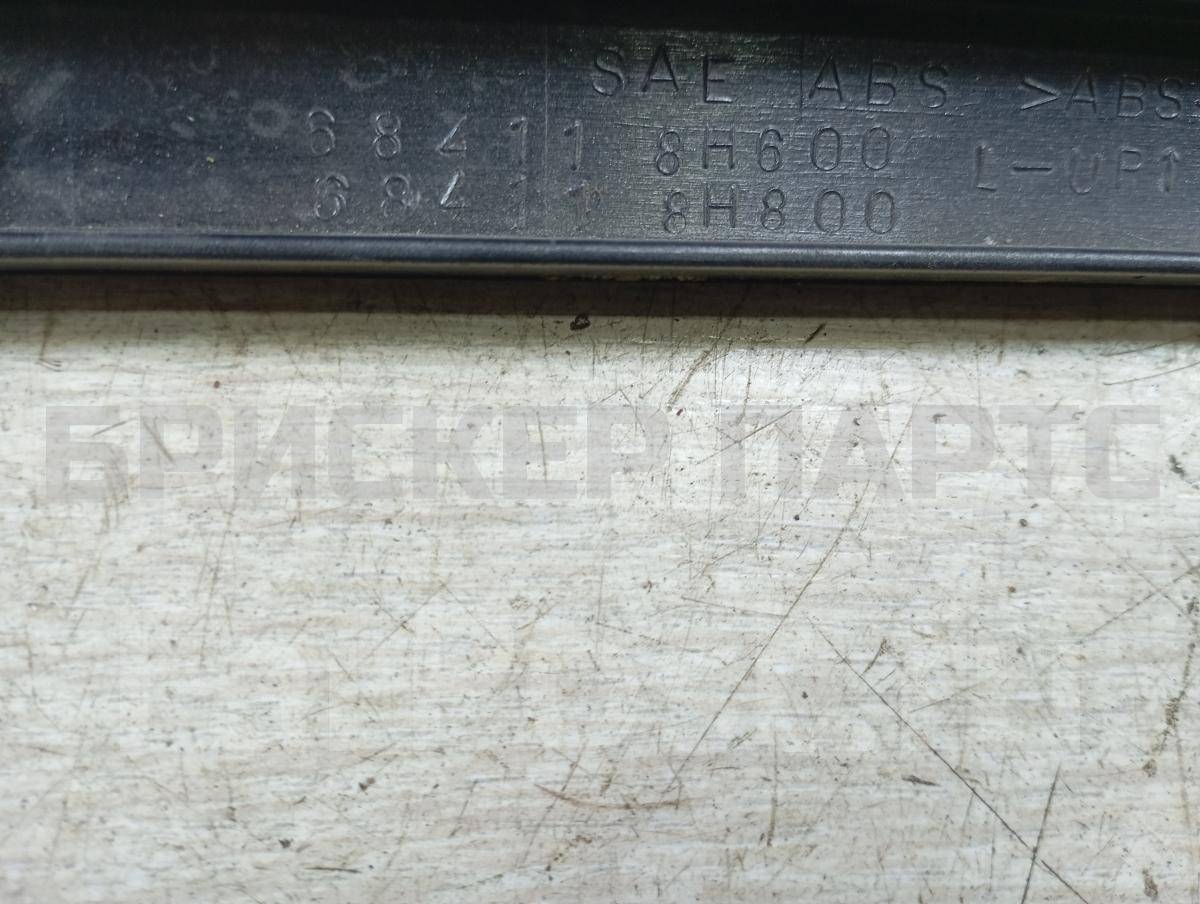 SAE ABS >ABS
68411 8H600 L-UP↑
68411 8H800
БРИСКЕР ПАРТС